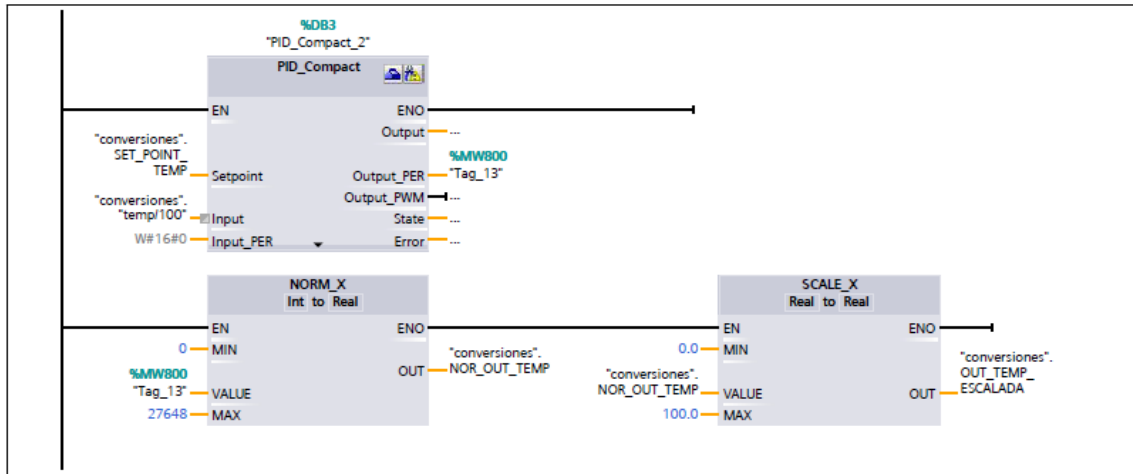 %DB3
"PID_Compact_2"
PID_Compact
EN
ENO
Output
...
"conversiones".
SET_POINT_
TEMP
Setpoint
%MW800
Output_PER
"Tag_13"
Output_PWM
...
"conversiones".
"temp/100"
Input
State
...
W#16#0
Input_PER
Error
...
NORM_X
Int to Real
EN
ENO
0
MIN
OUT
"conversiones".
NOR_OUT_TEMP
%MW800
"Tag_13"
VALUE
27648
MAX
SCALE_X
Real to Real
EN
ENO
0.0
MIN
"conversiones".
NOR_OUT_TEMP
VALUE
OUT
"conversiones".
OUT_TEMP_
ESCALADA
100.0
MAX